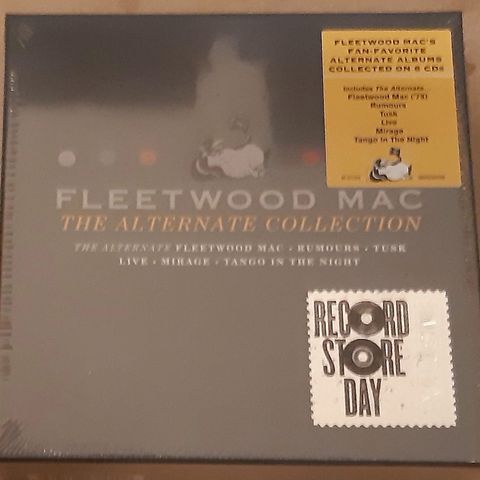 FLEETWOOD MAC'S
FAN-FAVORITE
ALTERNATE ALBUMS
COLLECTED ON 6 CDs
Includes The Alternate...
Fleetwood Mac ('75)
Rumours
Tusk
Live
Mirage
Tango In The Night
FLEETWOOD MAC
THE ALTERNATE COLLECTION
THE ALTERNATE FLEETWOOD MAC • RUMOURS • TUSK
LIVE • MIRAGE • TANGO IN THE NIGHT
RECORD
STORE
DAY